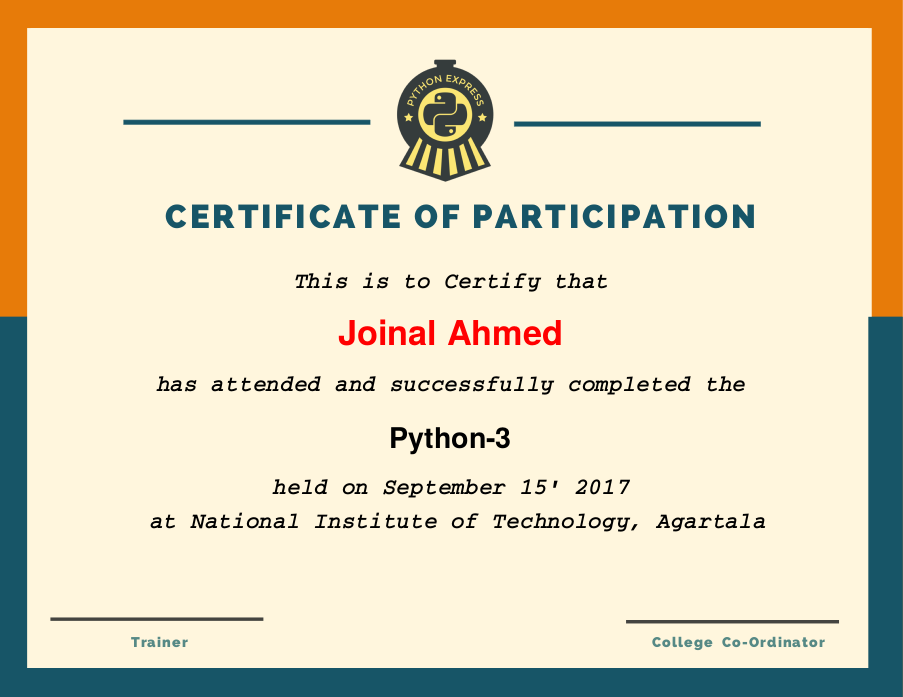 PYTHON EXPRESS
CERTIFICATE OF PARTICIPATION
This is to Certify that
Joinal Ahmed
has attended and successfully completed the
Python-3
held on September 15' 2017
at National Institute of Technology, Agartala
Trainer
College Co-Ordinator